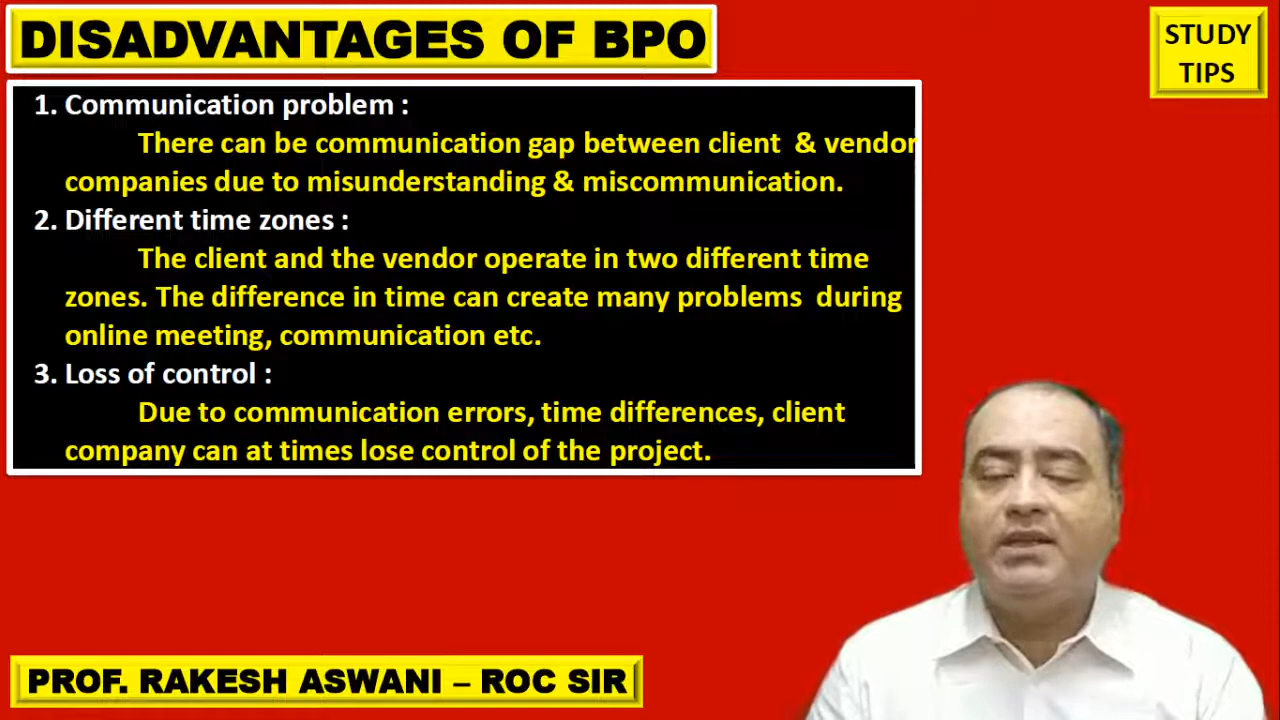 DISADVANTAGES OF BPO
STUDY
TIPS
1. Communication problem :
There can be communication gap between client & vendor
companies due to misunderstanding & miscommunication.
2. Different time zones :
The client and the vendor operate in two different time
zones. The difference in time can create many problems during
online meeting, communication etc.
3. Loss of control :
Due to communication errors, time differences, client
company can at times lose control of the project.
PROF. RAKESH ASWANI – ROC SIR